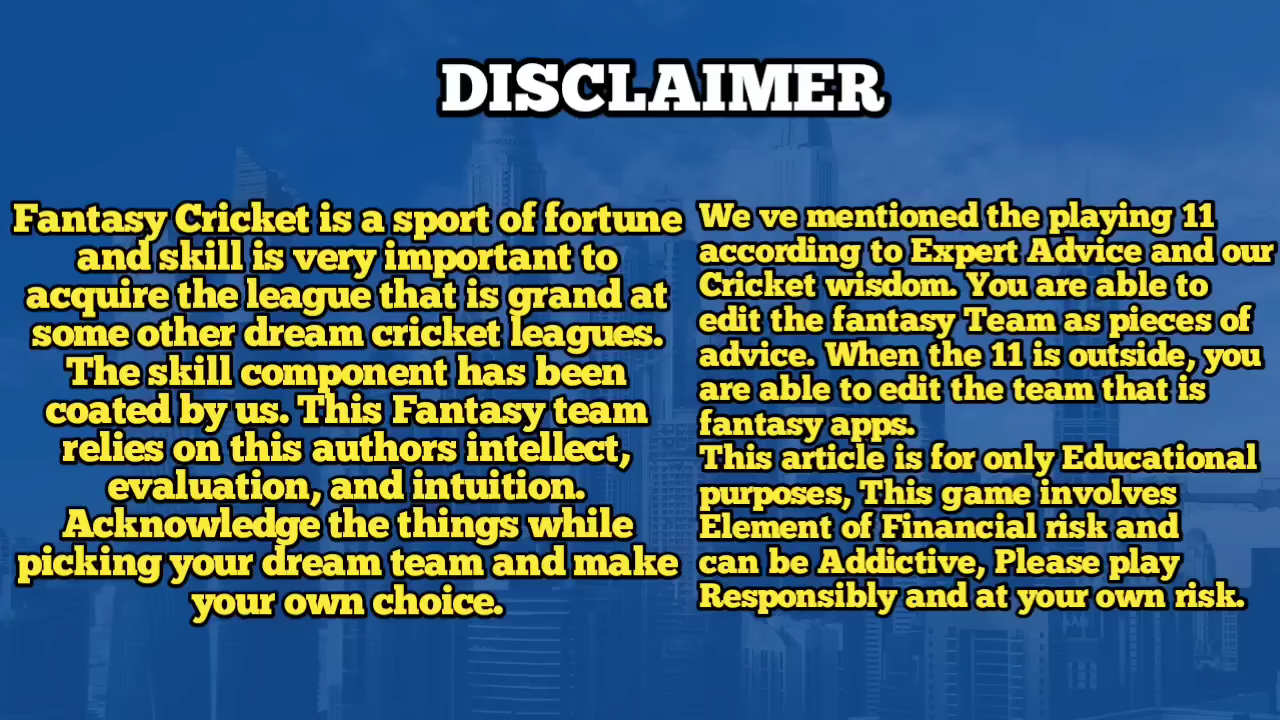 DISCLAIMER
Fantasy Cricket is a sport of fortune
and skill is very important to
acquire the league that is grand at
some other dream cricket leagues.
The skill component has been
coated by us. This Fantasy team
relies on this authors intellect,
evaluation, and intuition.
Acknowledge the things while
picking your dream team and make
your own choice.
We ve mentioned the playing 11
according to Expert Advice and our
Cricket wisdom. You are able to
edit the fantasy Team as pieces of
advice. When the 11 is outside, you
are able to edit the team that is
fantasy apps.
This article is for only Educational
purposes, This game involves
Element of Financial risk and
can be Addictive, Please play
Responsibly and at your own risk.